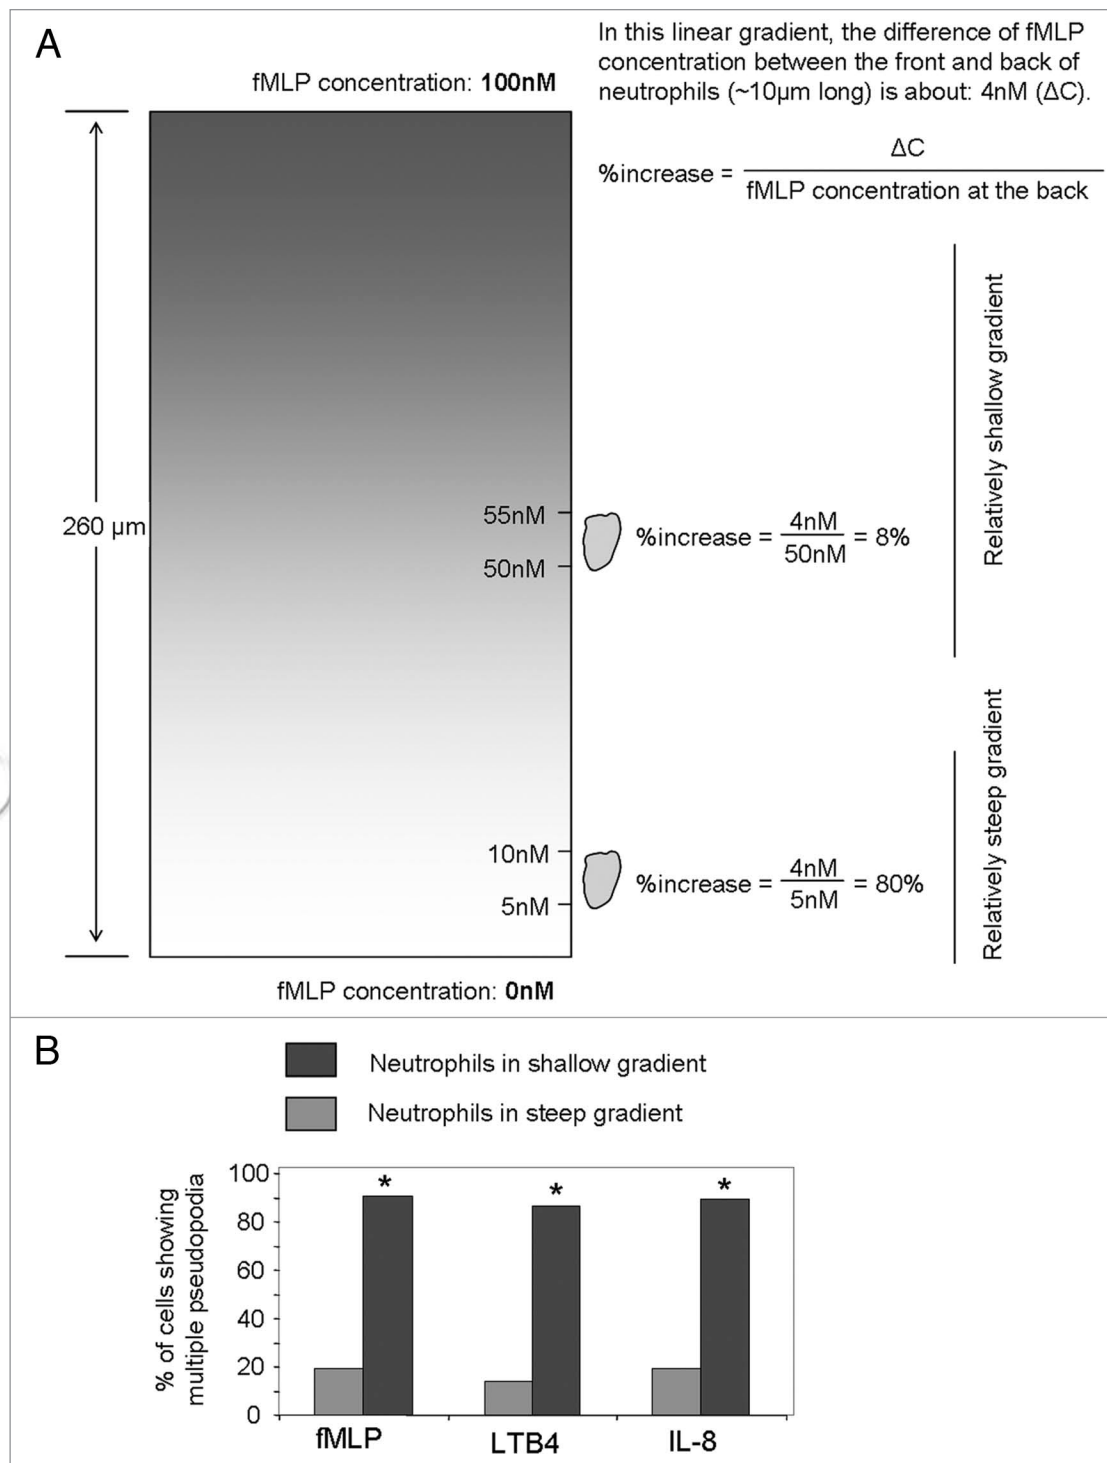 A
In this linear gradient, the difference of fMLP
concentration between the front and back of
neutrophils (~10μm long) is about: 4nM (ΔC).
fMLP concentration: 100nM
%increase = ΔC / fMLP concentration at the back
Relatively shallow gradient
260 μm
55nM
50nM
%increase = 4nM / 50nM = 8%
Relatively steep gradient
10nM
5nM
%increase = 4nM / 5nM = 80%
fMLP concentration: 0nM
B
Neutrophils in shallow gradient
Neutrophils in steep gradient
% of cells showing
multiple pseudopodia
100
80
60
40
20
0
*
*
*
fMLP
LTB4
IL-8